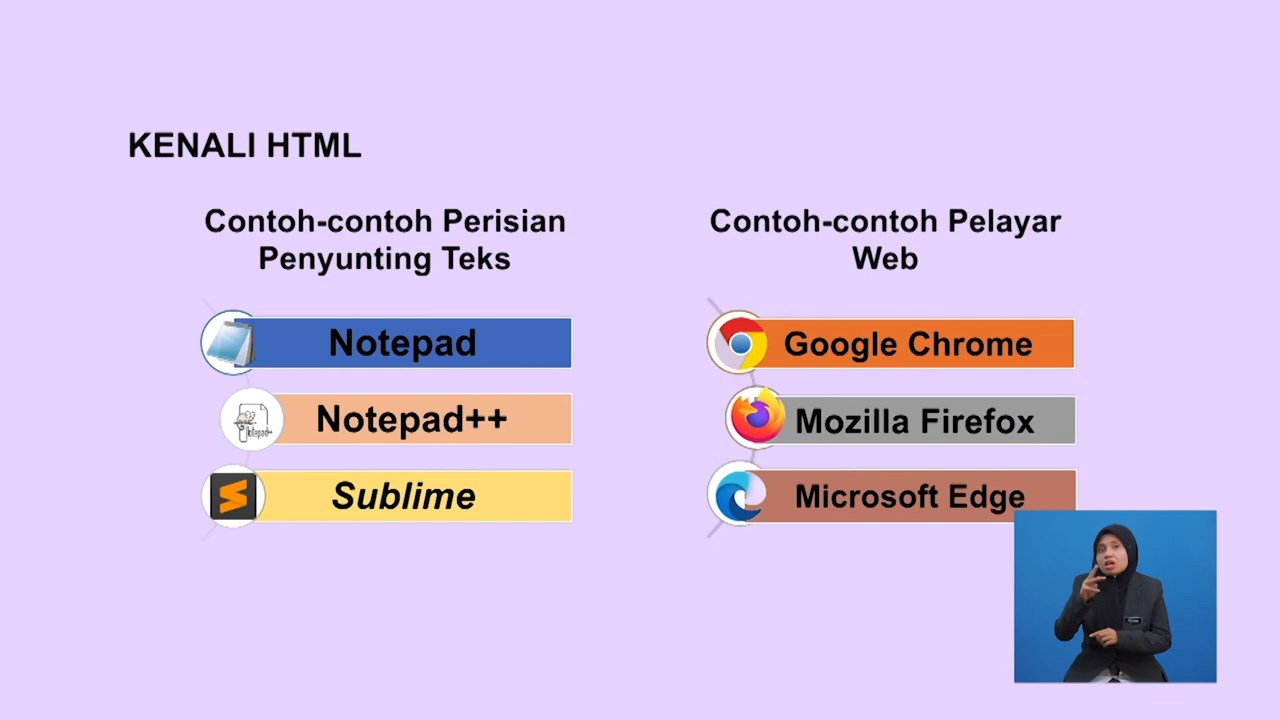 KENALI HTML
Contoh-contoh Perisian
Penyunting Teks
Notepad
Notepad++
Sublime
Contoh-contoh Pelayar
Web
Google Chrome
Mozilla Firefox
Microsoft Edge